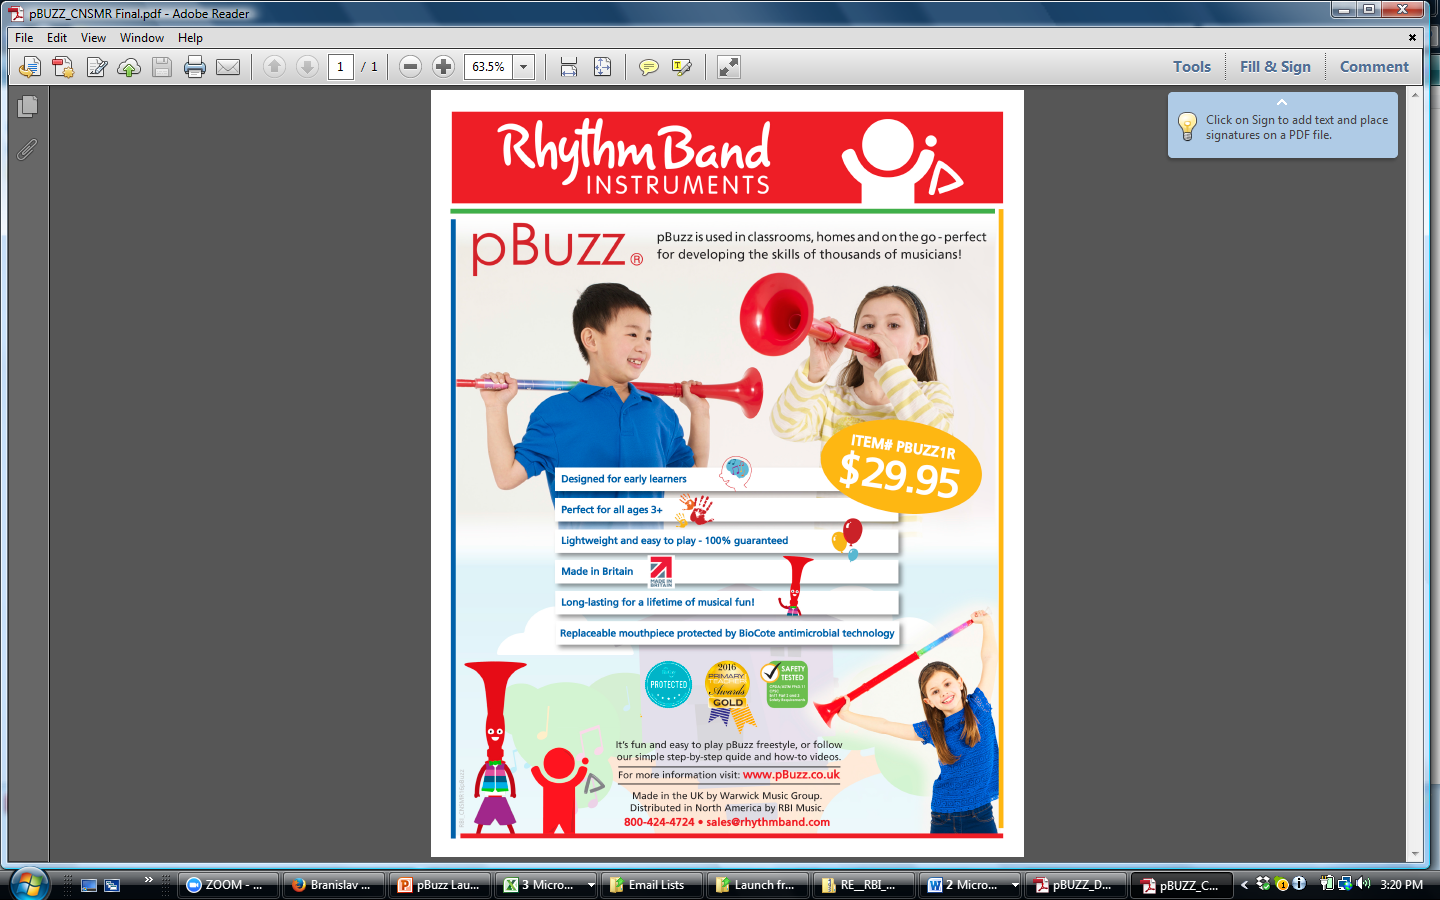 pBUZZ_CNSMR Final.pdf - Adobe Reader
File Edit View Window Help
1 / 1 63.5% Tools Fill & Sign Comment
Click on Sign to add text and place
signatures on a PDF file.
Rhythm Band
INSTRUMENTS
pBuzz®
pBuzz is used in classrooms, homes and on the go - perfect
for developing the skills of thousands of musicians!
ITEM# PBUZZ1R
$29.95
Designed for early learners
Perfect for all ages 3+
Lightweight and easy to play - 100% guaranteed
Made in Britain
MADE IN
BRITAIN
Long-lasting for a lifetime of musical fun!
Replaceable mouthpiece protected by BioCote antimicrobial technology
PROTECTED
2016
PRIMARY
TEACHER
Awards
GOLD
SAFETY
TESTED
It's fun and easy to play pBuzz freestyle, or follow
our simple step-by-step guide and how-to videos.
For more information visit: www.pBuzz.co.uk
Made in the UK by Warwick Music Group.
Distributed in North America by RBI Music.
800-424-4724 • sales@rhythmband.com
» ZOOM - ... Branislav ... pBuzz Lau... 3 Micro... Email Lists Launch fr... RE__RBI_... 2 Micro... pBUZZ_D... pBUZZ_C... 3:20 PM